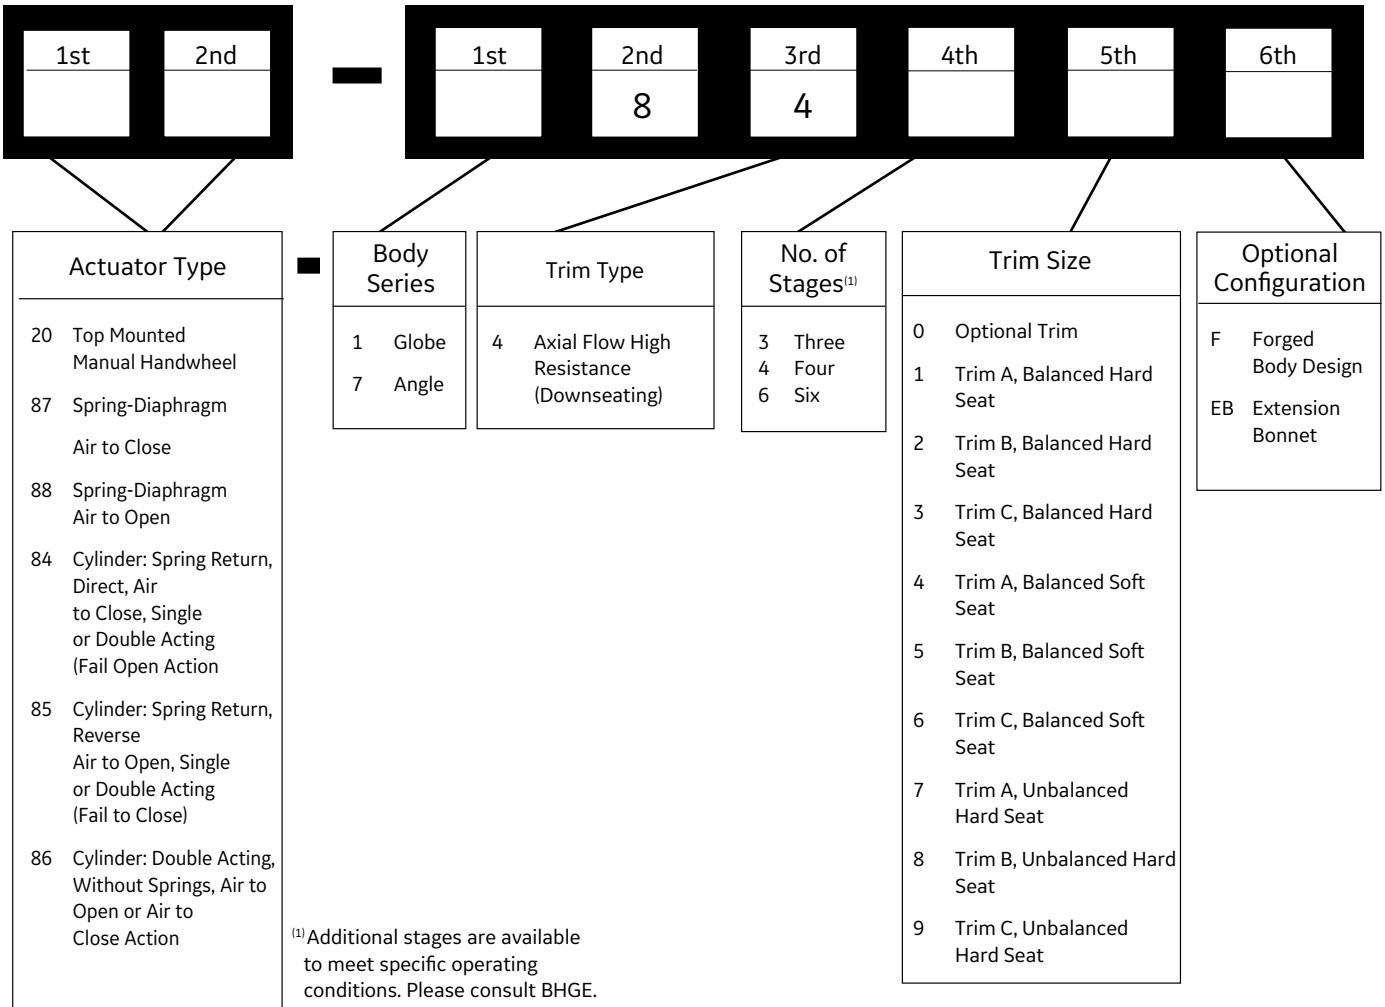 1st
2nd
1st
2nd
3rd
4th
5th
6th
8
4
Actuator Type
20 Top Mounted
Manual Handwheel
87 Spring-Diaphragm
Air to Close
88 Spring-Diaphragm
Air to Open
84 Cylinder: Spring Return,
Direct, Air
to Close, Single
or Double Acting
(Fail Open Action
85 Cylinder: Spring Return,
Reverse
Air to Open, Single
or Double Acting
(Fail to Close)
86 Cylinder: Double Acting,
Without Springs, Air to
Open or Air to
Close Action
Body
Series
1 Globe
7 Angle
Trim Type
4 Axial Flow High
Resistance
(Downseating)
No. of
Stages(1)
3 Three
4 Four
6 Six
Trim Size
0 Optional Trim
1 Trim A, Balanced Hard
Seat
2 Trim B, Balanced Hard
Seat
3 Trim C, Balanced Hard
Seat
4 Trim A, Balanced Soft
Seat
5 Trim B, Balanced Soft
Seat
6 Trim C, Balanced Soft
Seat
7 Trim A, Unbalanced
Hard Seat
8 Trim B, Unbalanced Hard
Seat
9 Trim C, Unbalanced
Hard Seat
Optional
Configuration
F Forged
Body Design
EB Extension
Bonnet
(1) Additional stages are available
to meet specific operating
conditions. Please consult BHGE.